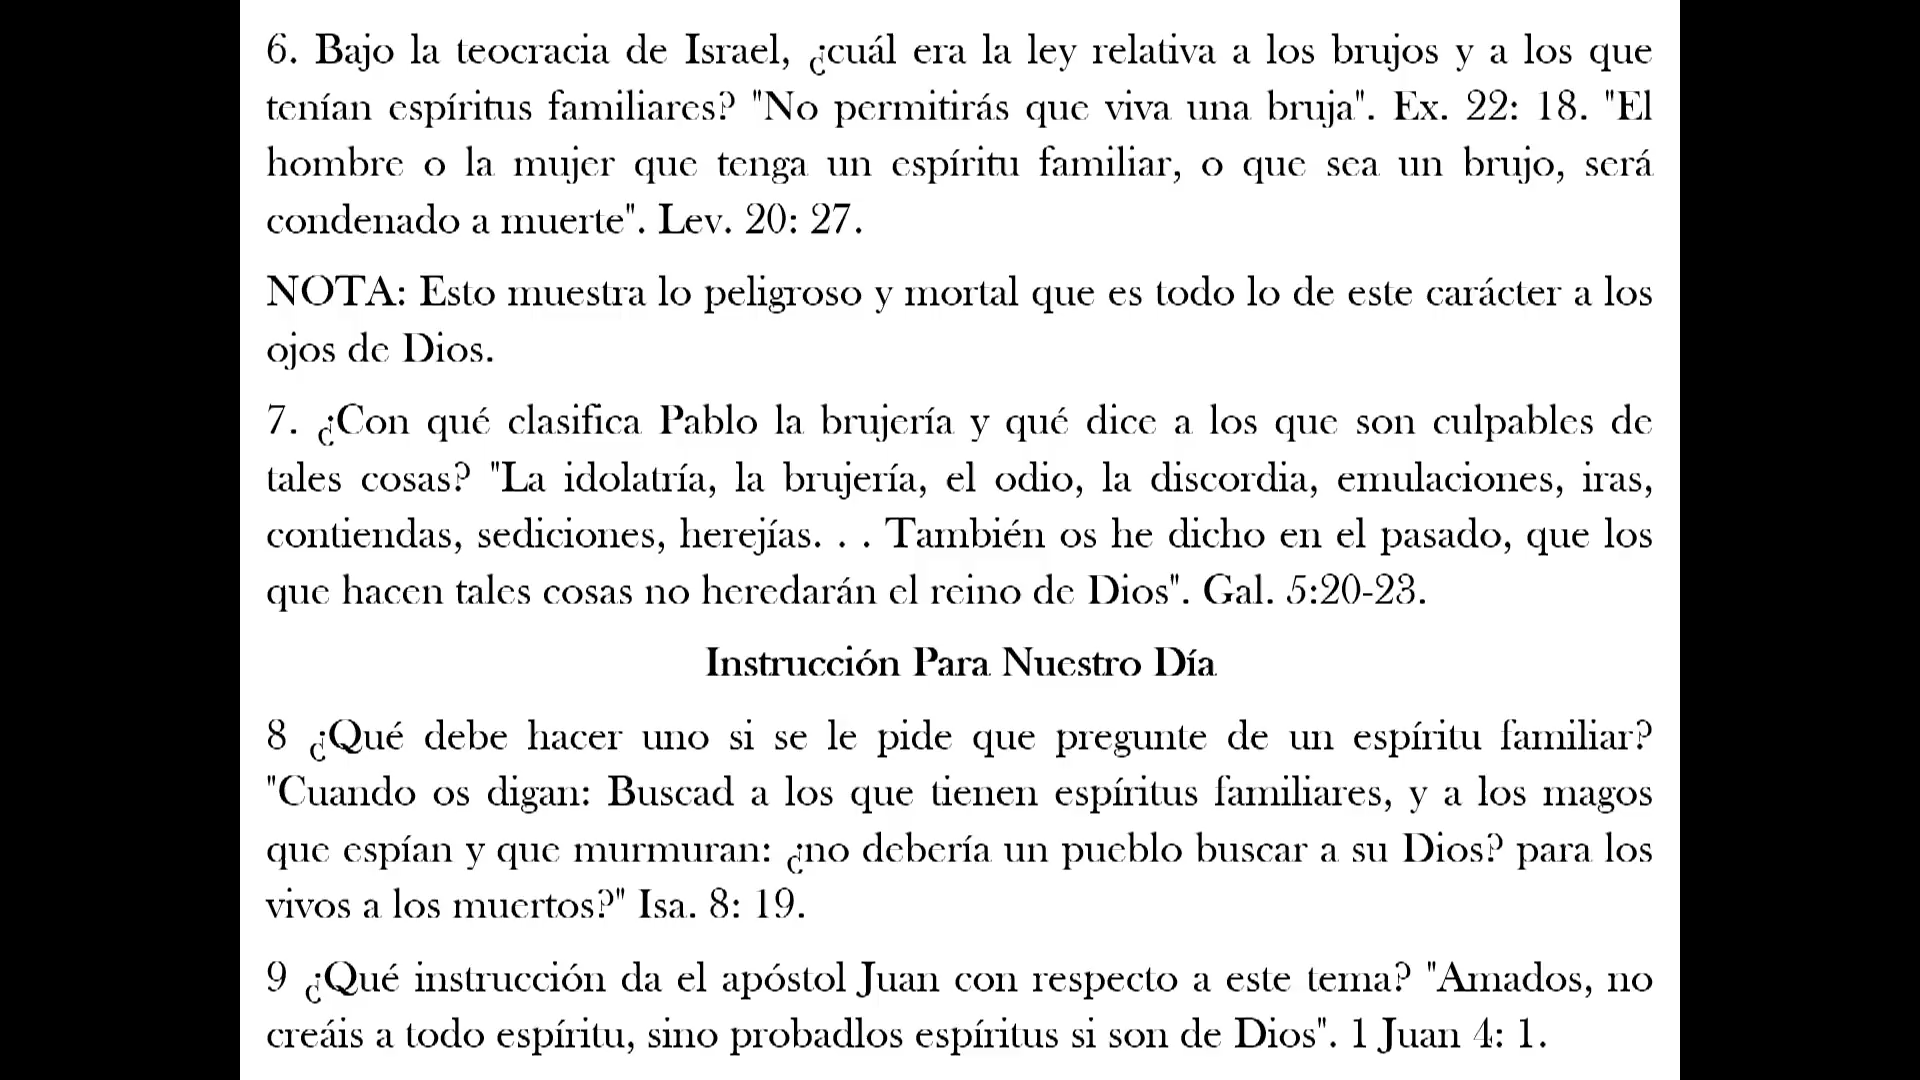 6. Bajo la teocracia de Israel, ¿cuál era la ley relativa a los brujos y a los que
tenían espíritus familiares? "No permitirás que viva una bruja". Ex. 22: 18. "El
hombre o la mujer que tenga un espíritu familiar, o que sea un brujo, será
condenado a muerte". Lev. 20: 27.
NOTA: Esto muestra lo peligroso y mortal que es todo lo de este carácter a los
ojos de Dios.
7. ¿Con qué clasifica Pablo la brujería y qué dice a los que son culpables de
tales cosas? "La idolatría, la brujería, el odio, la discordia, emulaciones, iras,
contiendas, sediciones, herejías. . . También os he dicho en el pasado, que los
que hacen tales cosas no heredarán el reino de Dios". Gal. 5:20-23.
Instrucción Para Nuestro Día
8 ¿Qué debe hacer uno si se le pide que pregunte de un espíritu familiar?
"Cuando os digan: Buscad a los que tienen espíritus familiares, y a los magos
que espían y que murmuran: ¿no debería un pueblo buscar a su Dios? para los
vivos a los muertos?" Isa. 8: 19.
9 ¿Qué instrucción da el apóstol Juan con respecto a este tema? "Amados, no
creáis a todo espíritu, sino probadlos espíritus si son de Dios". 1 Juan 4: 1.